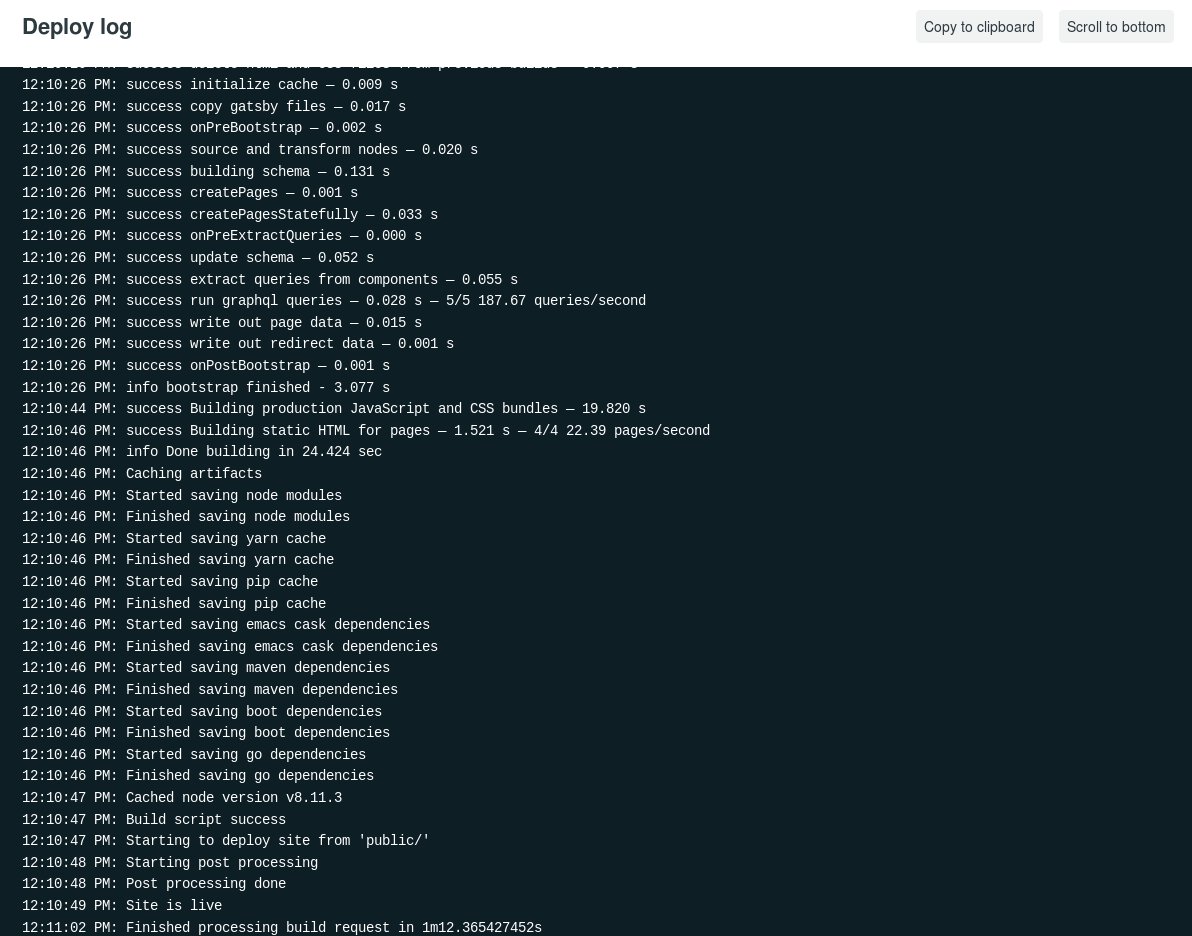 Deploy log
Copy to clipboard
Scroll to bottom
12:10:26 PM: success initialize cache — 0.009 s
12:10:26 PM: success copy gatsby files — 0.017 s
12:10:26 PM: success onPreBootstrap — 0.002 s
12:10:26 PM: success source and transform nodes — 0.020 s
12:10:26 PM: success building schema — 0.131 s
12:10:26 PM: success createPages — 0.001 s
12:10:26 PM: success createPagesStatefully — 0.033 s
12:10:26 PM: success onPreExtractQueries — 0.000 s
12:10:26 PM: success update schema — 0.052 s
12:10:26 PM: success extract queries from components — 0.055 s
12:10:26 PM: success run graphql queries — 0.028 s — 5/5 187.67 queries/second
12:10:26 PM: success write out page data — 0.015 s
12:10:26 PM: success write out redirect data — 0.001 s
12:10:26 PM: success onPostBootstrap — 0.001 s
12:10:26 PM: info bootstrap finished - 3.077 s
12:10:44 PM: success Building production JavaScript and CSS bundles — 19.820 s
12:10:46 PM: success Building static HTML for pages — 1.521 s — 4/4 22.39 pages/second
12:10:46 PM: info Done building in 24.424 sec
12:10:46 PM: Caching artifacts
12:10:46 PM: Started saving node modules
12:10:46 PM: Finished saving node modules
12:10:46 PM: Started saving yarn cache
12:10:46 PM: Finished saving yarn cache
12:10:46 PM: Started saving pip cache
12:10:46 PM: Finished saving pip cache
12:10:46 PM: Started saving emacs cask dependencies
12:10:46 PM: Finished saving emacs cask dependencies
12:10:46 PM: Started saving maven dependencies
12:10:46 PM: Finished saving maven dependencies
12:10:46 PM: Started saving boot dependencies
12:10:46 PM: Finished saving boot dependencies
12:10:46 PM: Started saving go dependencies
12:10:46 PM: Finished saving go dependencies
12:10:47 PM: Cached node version v8.11.3
12:10:47 PM: Build script success
12:10:47 PM: Starting to deploy site from 'public/'
12:10:48 PM: Starting post processing
12:10:48 PM: Post processing done
12:10:49 PM: Site is live
12:11:02 PM: Finished processing build request in 1m12.365427452s